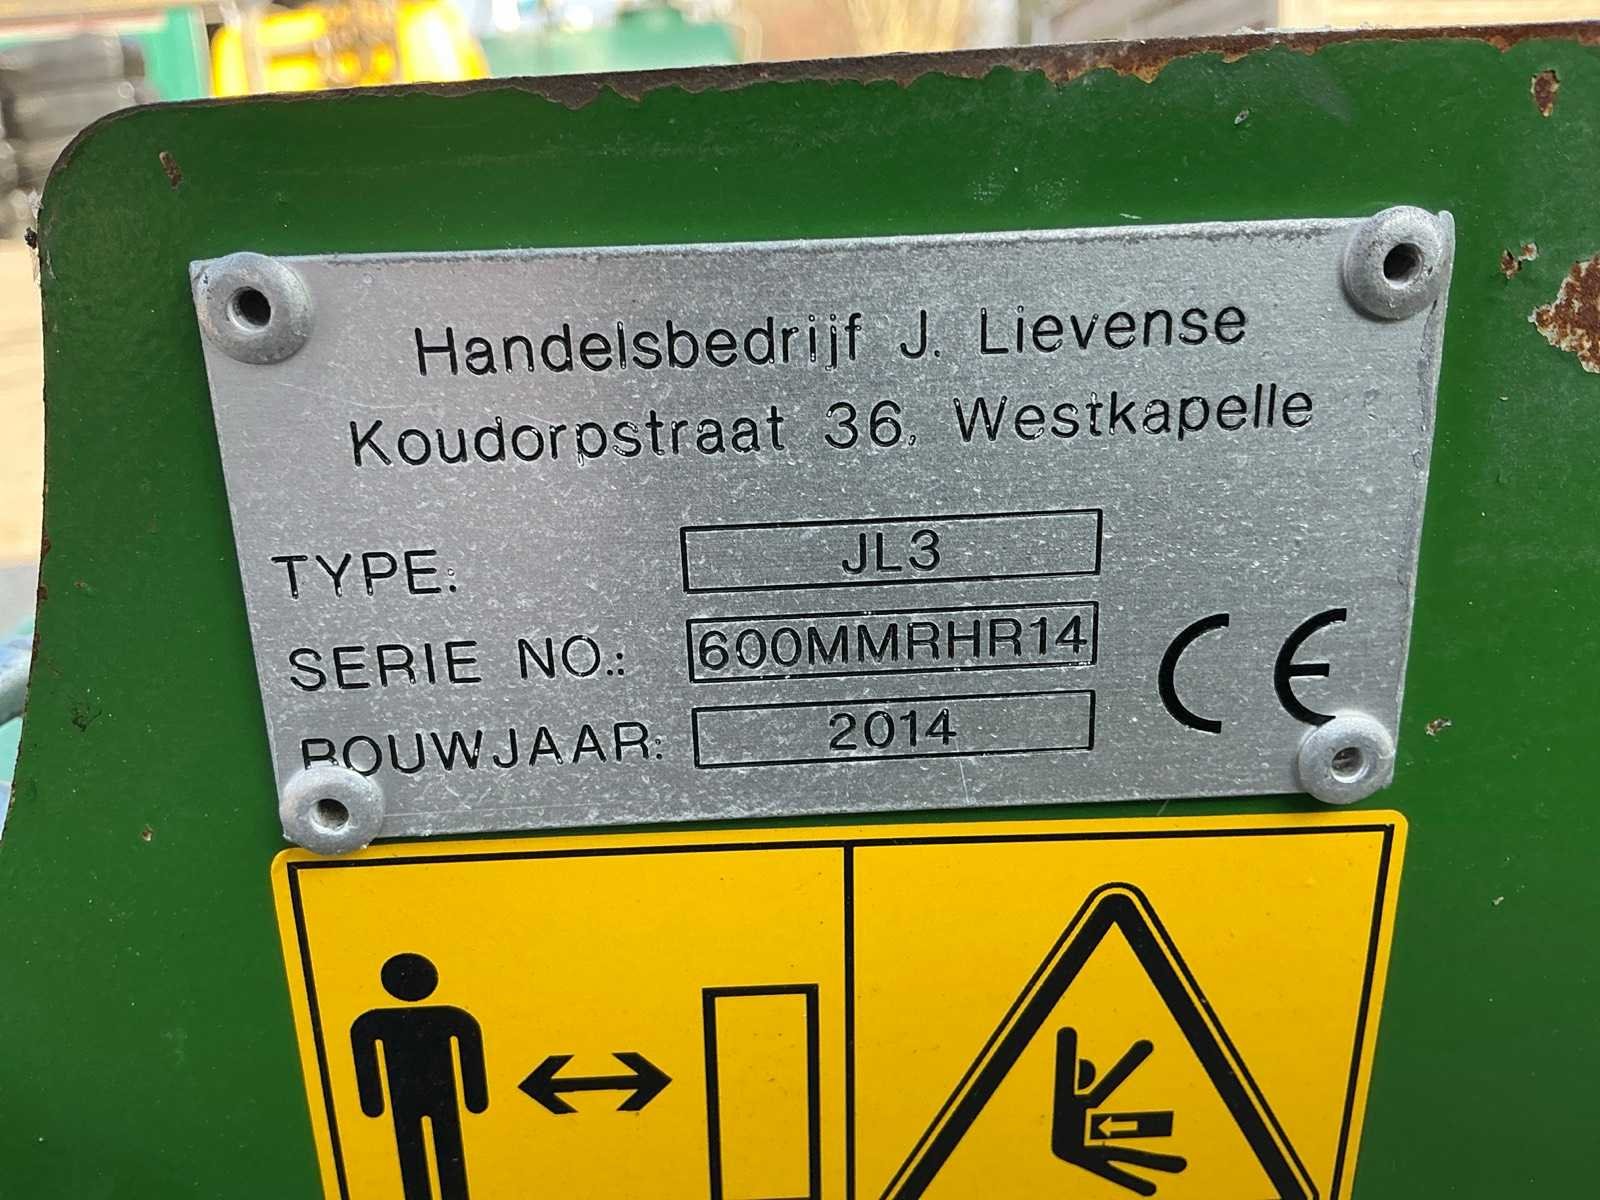 Handelsbedrijf J. Lievense
Koudorpstraat 36, Westkapelle
TYPE: JL3
SERIE NO.: 600MMRHR14
BOUWJAAR: 2014
CE